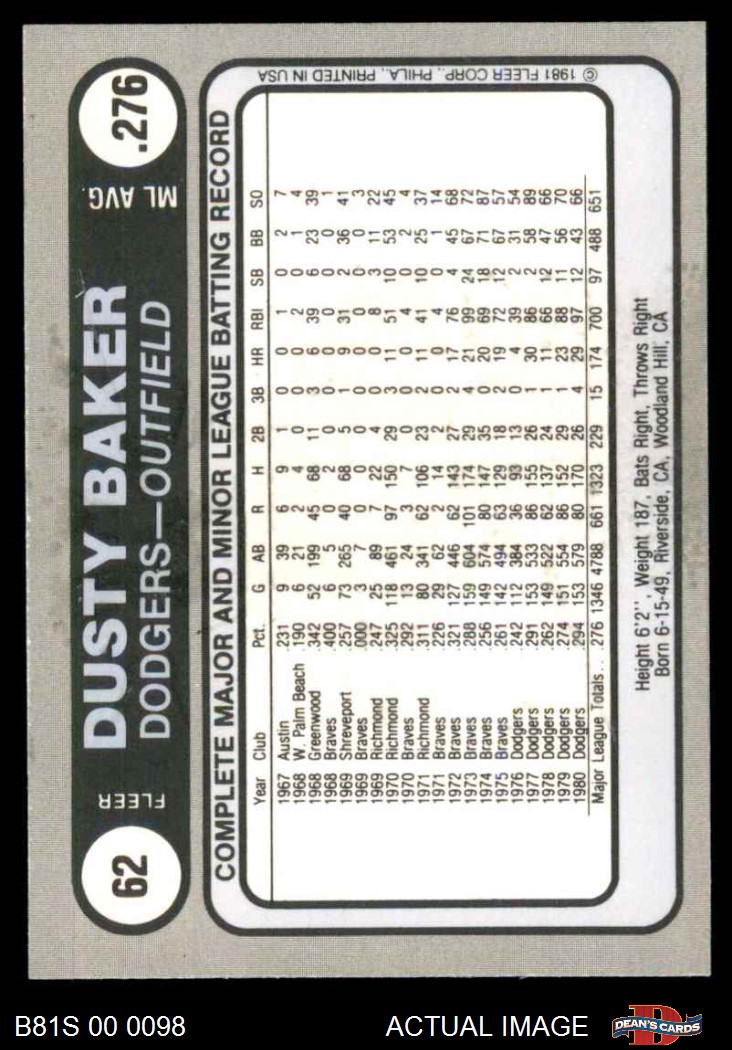 62
FLEER
DUSTY BAKER
DODGERS—OUTFIELD
ML AVG.
.276
COMPLETE MAJOR AND MINOR LEAGUE BATTING RECORD
Year Club Pct. G AB R H 2B 3B HR RBI SB BB SO
1967 Austin .231 9 39 6 9 1 0 0 1 0 2 7
1968 W. Palm Beach .190 6 21 2 4 0 0 0 2 0 1 4
1968 Greenwood .342 52 199 45 68 11 3 6 39 6 23 39
1968 Braves .400 6 5 0 2 0 0 0 0 0 0 1
1969 Shreveport .257 73 265 40 68 5 1 9 31 2 36 41
1969 Braves .000 3 7 0 0 0 0 0 0 0 0 3
1969 Richmond .247 25 89 7 22 4 0 0 8 3 11 22
1970 Richmond .325 118 461 97 150 29 3 11 51 10 53 45
1970 Braves .292 13 24 3 7 0 0 0 4 0 2 4
1971 Richmond .311 80 341 62 106 23 2 11 41 10 25 37
1971 Braves .226 29 62 2 14 2 0 0 4 0 1 14
1972 Braves .321 127 446 62 143 27 2 17 76 4 45 68
1973 Braves .288 159 604 101 174 29 4 21 99 24 67 72
1974 Braves .256 149 574 80 147 35 0 20 69 18 71 87
1975 Braves .261 142 494 63 129 18 2 19 72 12 67 57
1976 Dodgers .242 112 384 36 93 13 0 4 39 2 31 54
1977 Dodgers .291 153 533 86 155 26 1 30 86 2 58 89
1978 Dodgers .262 149 522 62 137 24 1 11 66 12 47 66
1979 Dodgers .274 151 554 86 152 29 1 23 88 11 56 70
1980 Dodgers .294 153 579 80 170 26 4 29 97 12 43 66
Major League Totals . . 276 1346 4788 661 1323 229 15 174 700 97 488 651
© 1981 FLEER CORP., PHILA., PRINTED IN USA
Height 6'2'', Weight 187, Bats Right, Throws Right
Born 6-15-49, Riverside, CA, Woodland Hill, CA
B81S 00 0098
ACTUAL IMAGE
D
DEAN'S CARDS